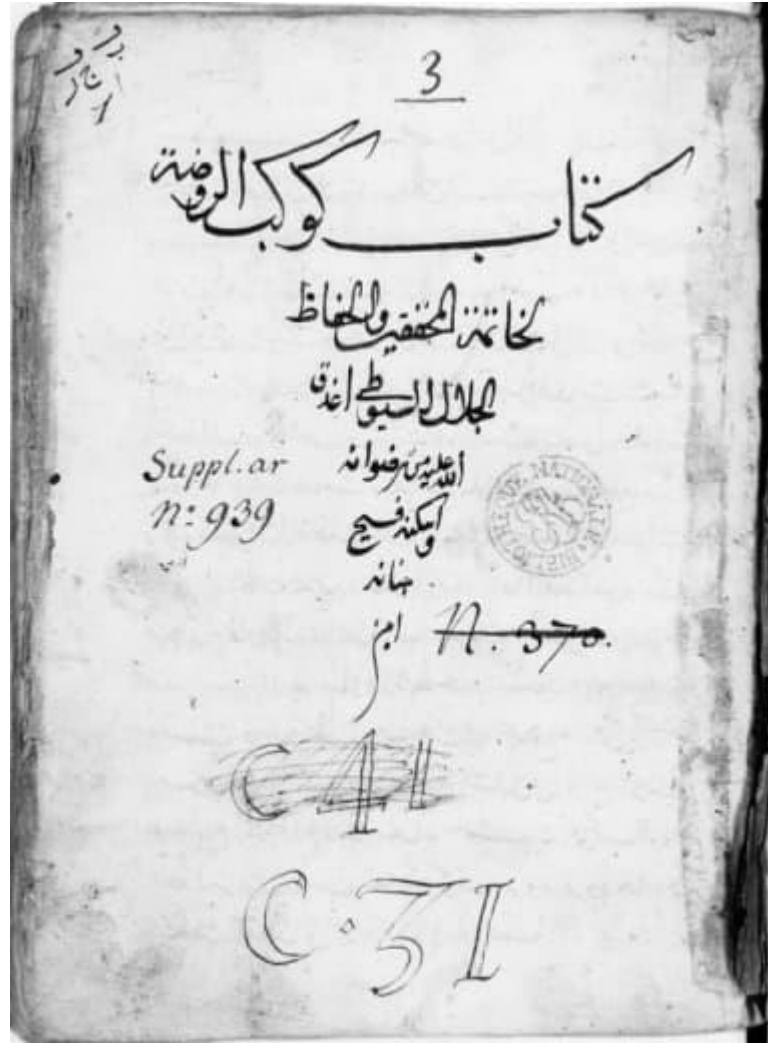 3
كتاب كوكب الروضة
لخاتمة المحققين والحفاظ
الجلال السيوطي اغدق
الله عليه من رضوانه
Suppl. ar
n: 939
واسكنه فسيح
جنانه
N. 370.
C 41
C. 31